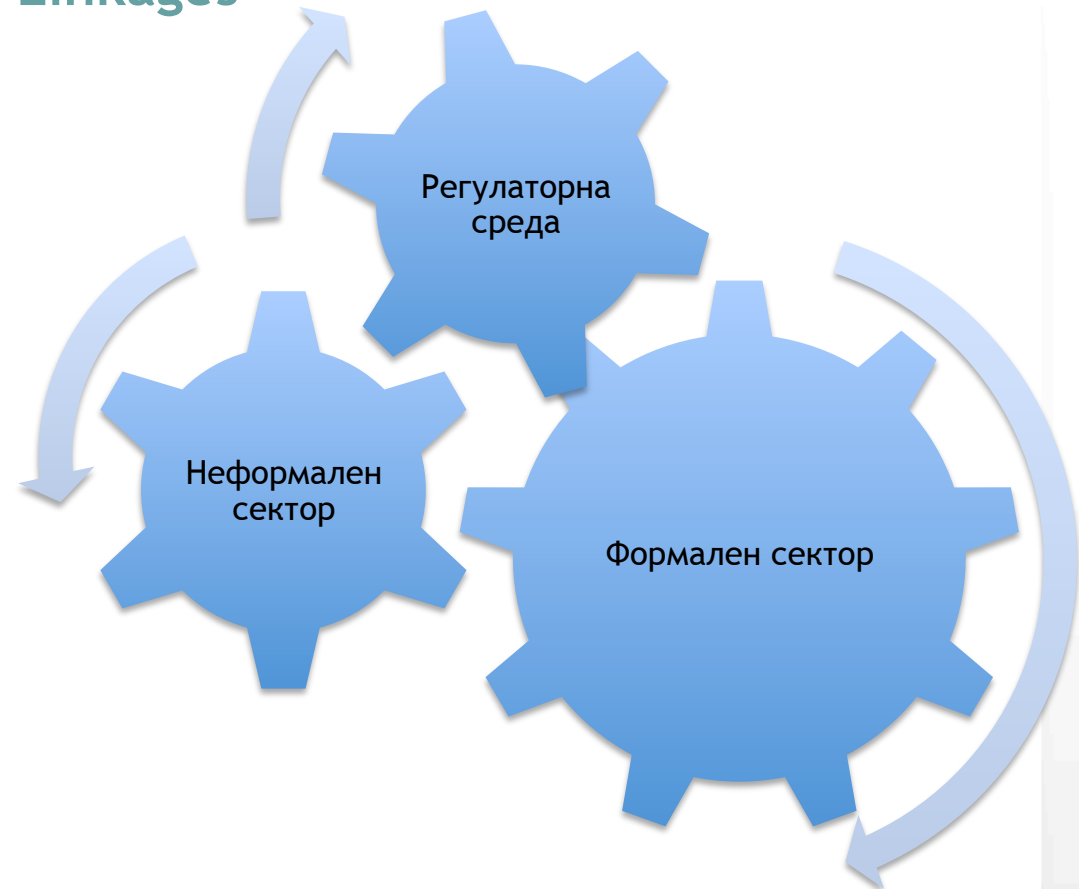 Linkages
Регулаторна
среда
Неформален
сектор
Формален сектор